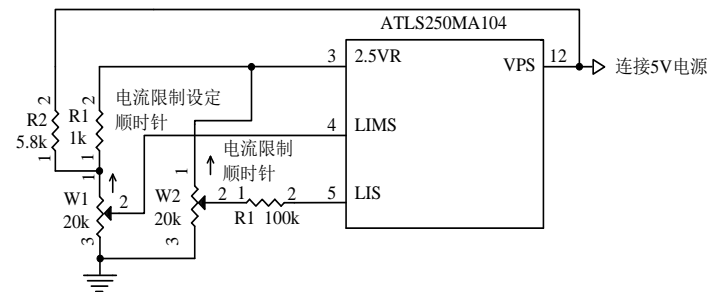 ATLS250MA104
3 2.5VR
VPS 12
连接5V电源
2
R2
5.8k
1
2
R1
1k
1
电流限制设定
顺时针
4 LIMS
1
W1
20k
2
3
1
电流限制
顺时针
W2
20k
2
3
1 2
R1 100k
5 LIS